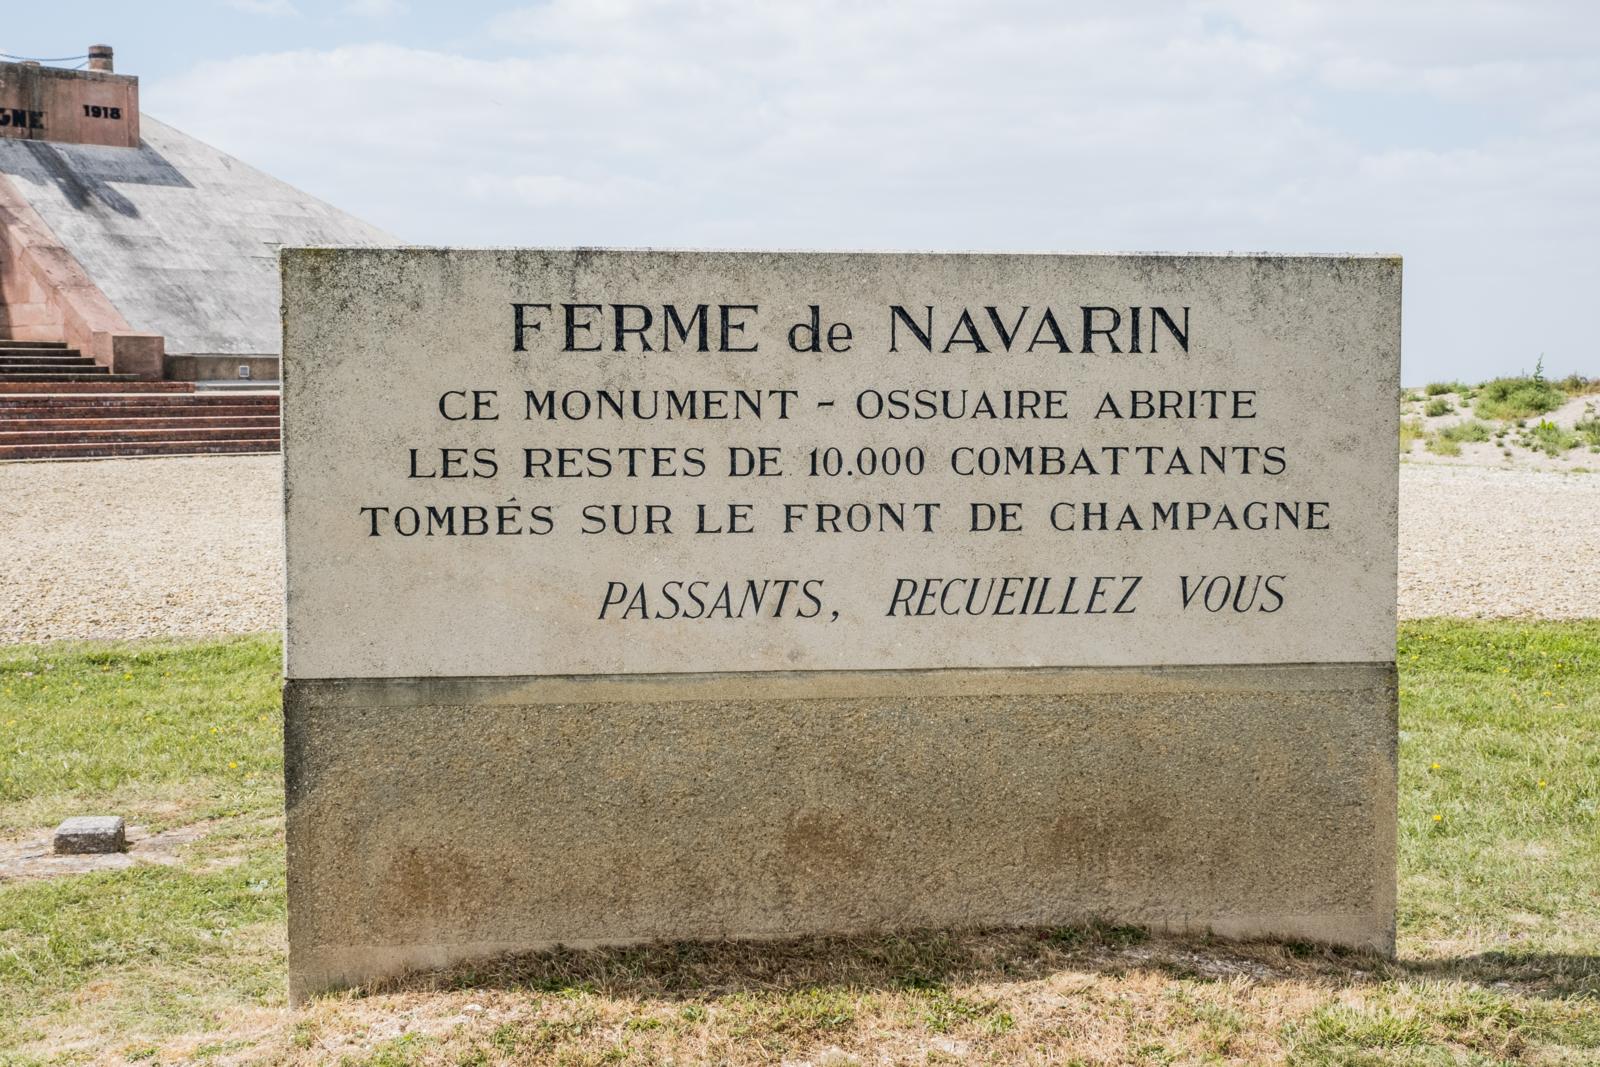 GNE 1918
FERME de NAVARIN
CE MONUMENT - OSSUAIRE ABRITE
LES RESTES DE 10.000 COMBATTANTS
TOMBÉS SUR LE FRONT DE CHAMPAGNE
PASSANTS, RECUEILLEZ VOUS